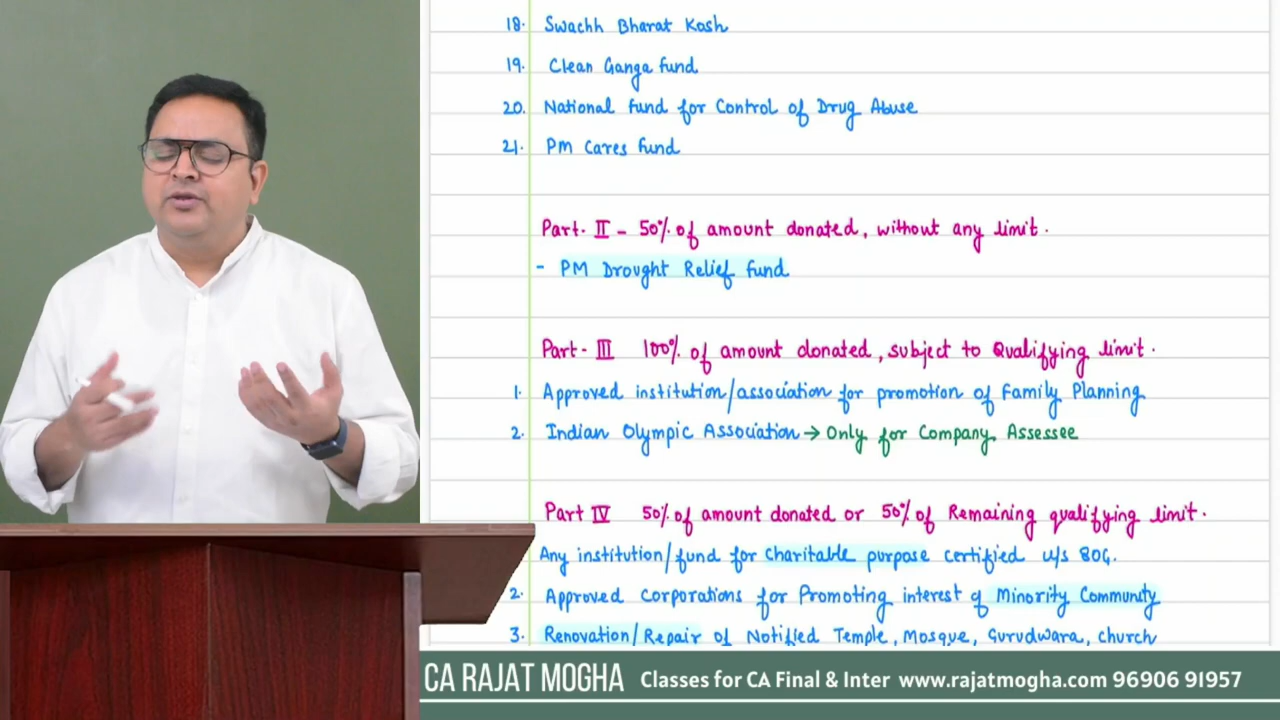 18. Swachh Bharat Kosh
19. Clean Ganga fund
20. National fund for Control of Drug Abuse
21. PM Cares fund
Part. II - 50% of amount donated, without any limit.
- PM Drought Relief fund
Part- III 100% of amount donated, subject to Qualifying limit.
1. Approved institution/association for promotion of Family Planning
2. Indian Olympic Association → Only for Company Assessee
Part IV 50% of amount donated or 50% of Remaining qualifying limit.
Any institution/fund for charitable purpose certified u/s 80G.
2. Approved Corporations for Promoting interest of Minority Community
3. Renovation/Repair of Notified Temple, Mosque, Gurudwara, Church
CA RAJAT MOGHA Classes for CA Final & Inter www.rajatmogha.com 96906 91957